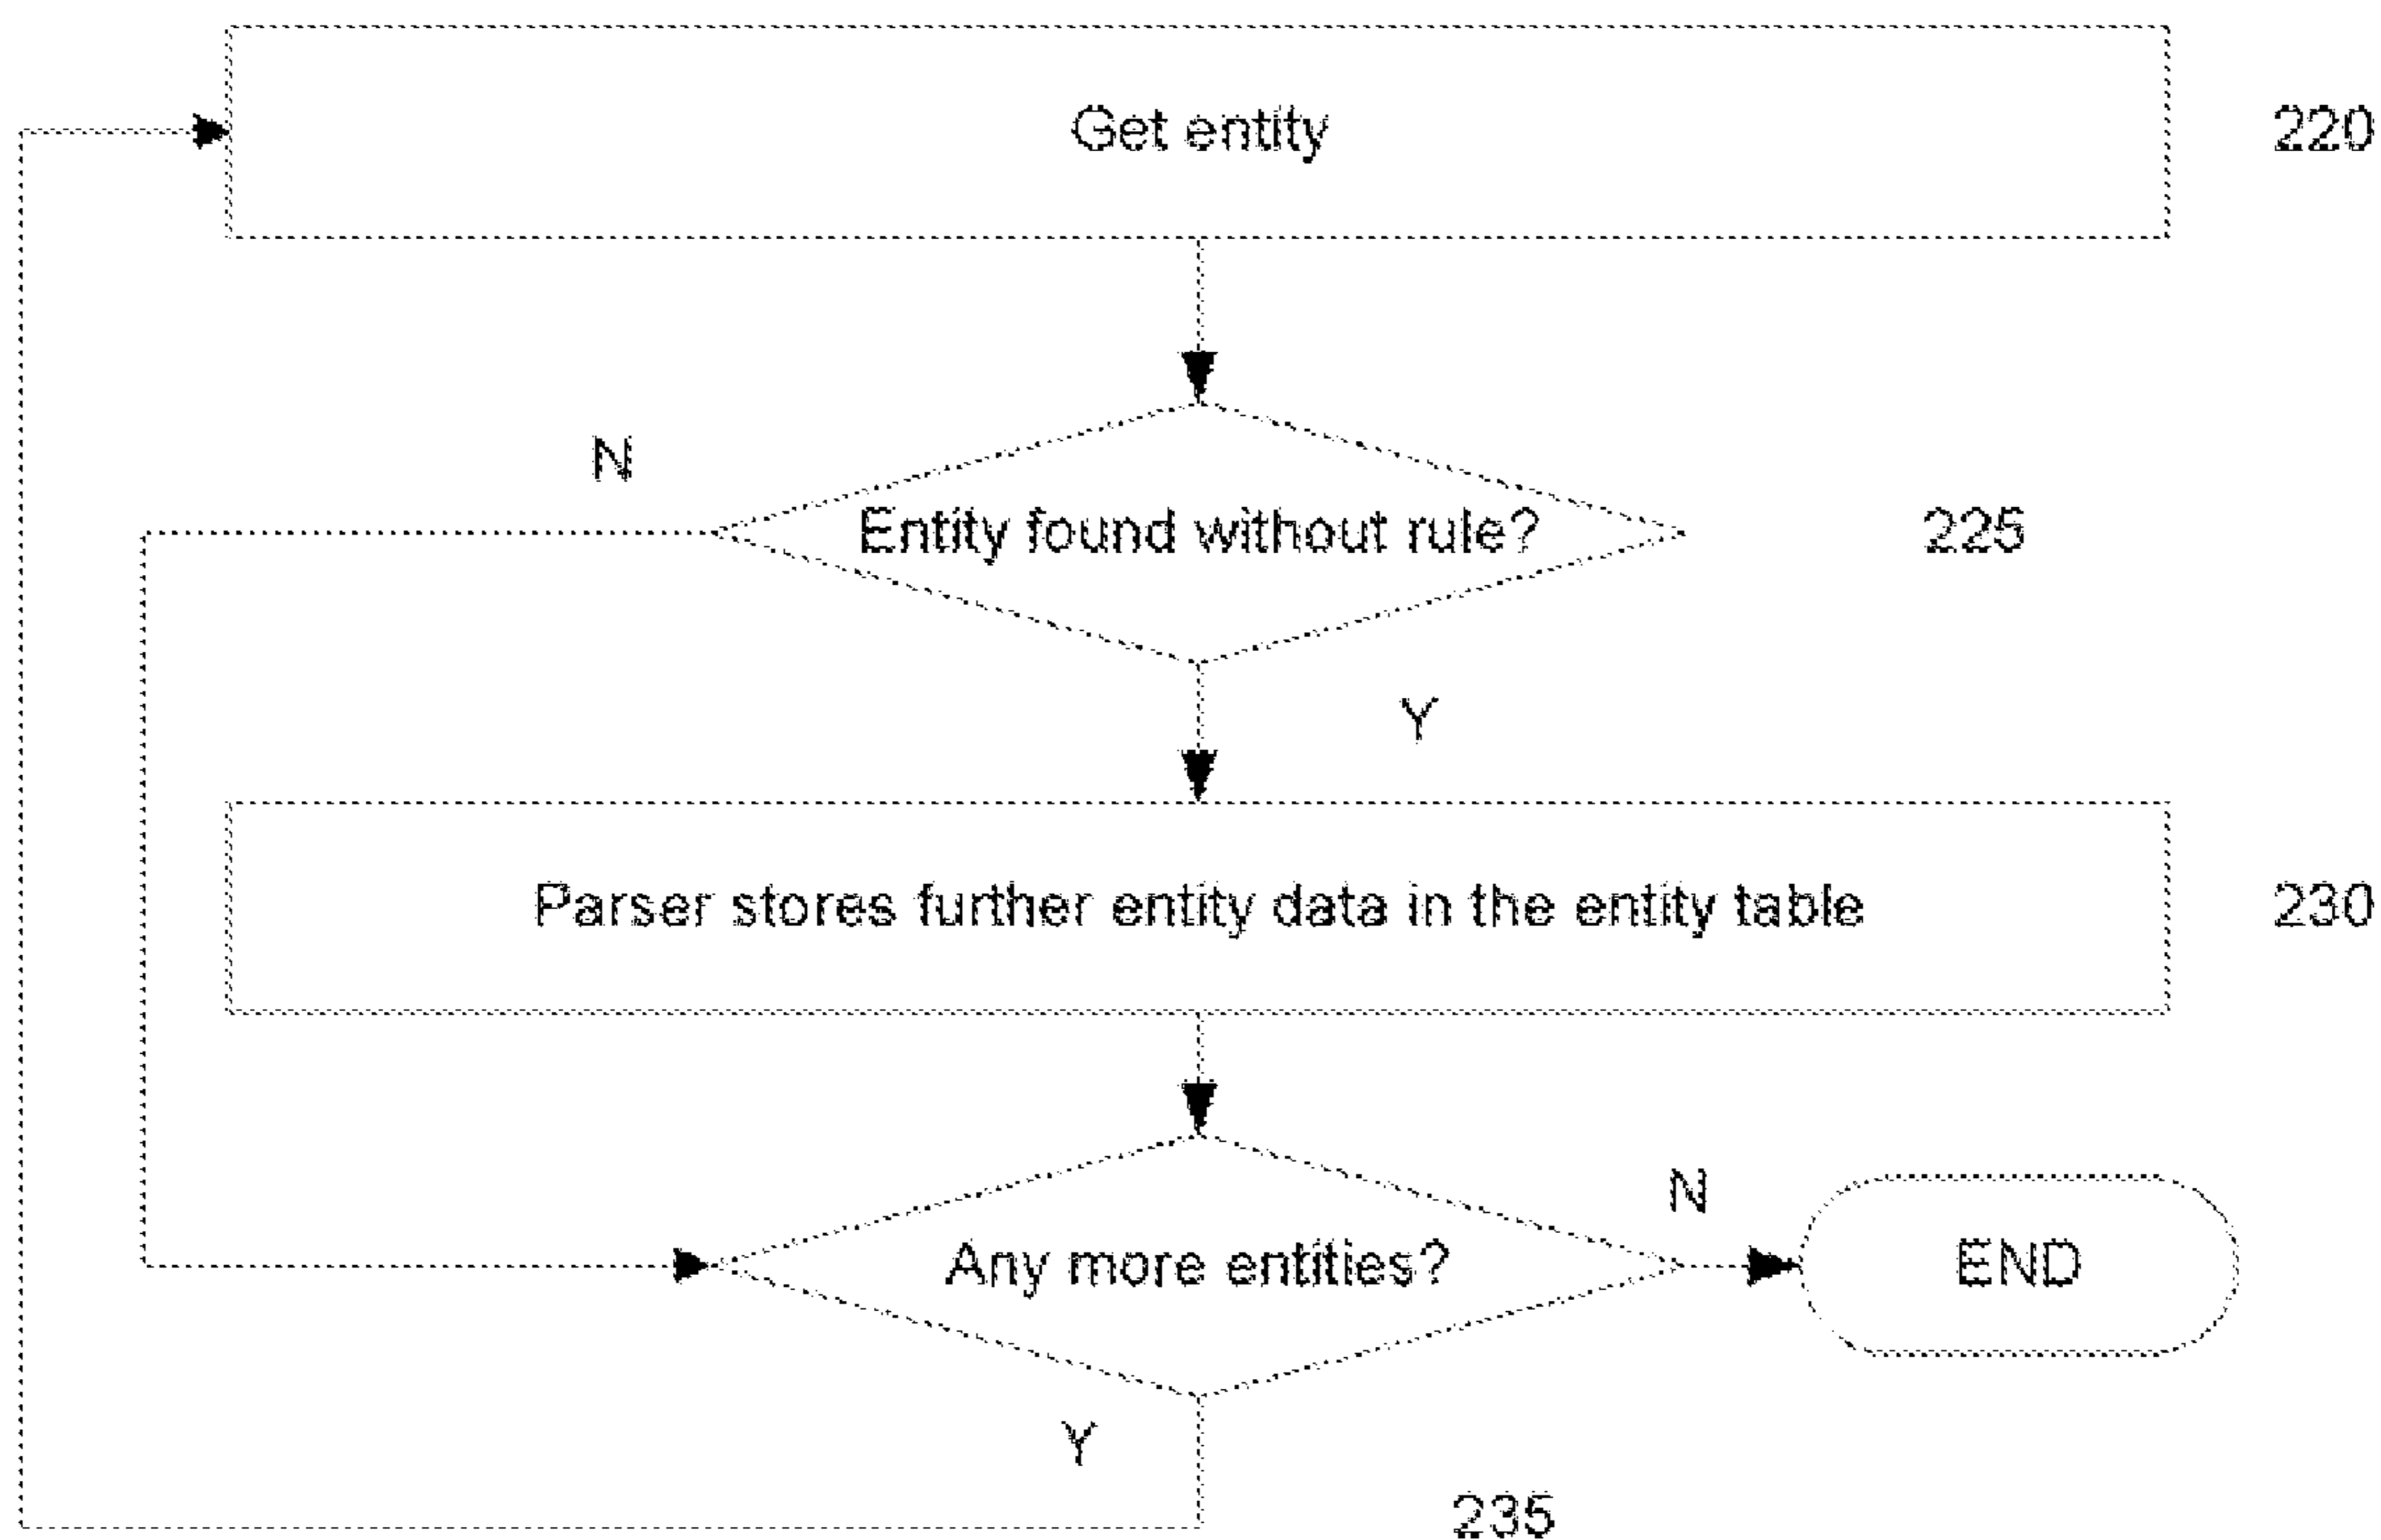 Get entity
220
N
Entity found without rule?
225
Y
Parser stores further entity data in the entity table
230
N
Any more entities?
END
Y
235